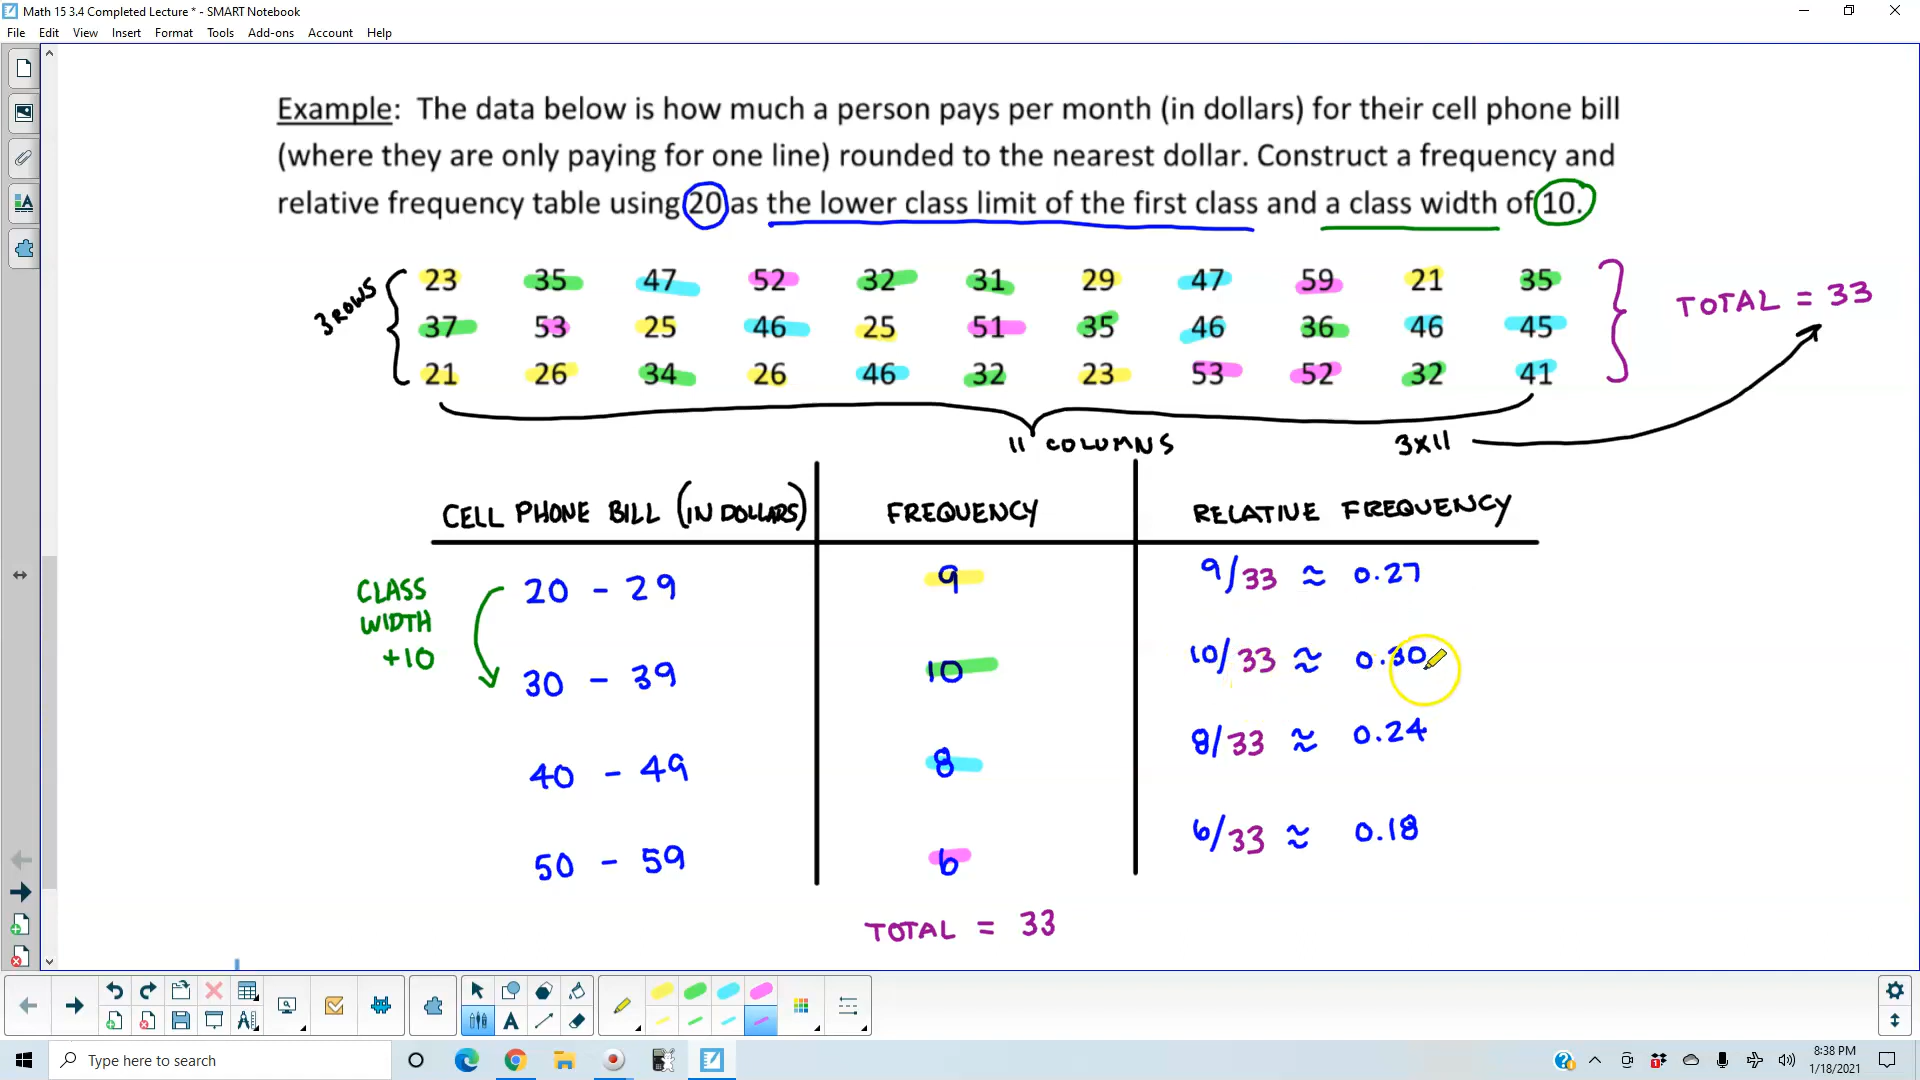 Math 15 3.4 Completed Lecture * - SMART Notebook
File Edit View Insert Format Tools Add-ons Account Help
Example: The data below is how much a person pays per month (in dollars) for their cell phone bill
(where they are only paying for one line) rounded to the nearest dollar. Construct a frequency and
relative frequency table using 20 as the lower class limit of the first class and a class width of 10.
3 ROWS
23 35 47 52 32 31 29 47 59 21 35
37 53 25 46 25 51 35 46 36 46 45
21 26 34 26 46 32 23 53 52 32 41
TOTAL = 33
11 COLUMNS
3X11
CELL PHONE BILL (IN DOLLARS) FREQUENCY RELATIVE FREQUENCY
CLASS
WIDTH
+10
20 - 29 9 9/33 ≈ 0.27
30 - 39 10 10/33 ≈ 0.30
40 - 49 8 8/33 ≈ 0.24
50 - 59 6 6/33 ≈ 0.18
TOTAL = 33
Type here to search
8:38 PM
1/18/2021